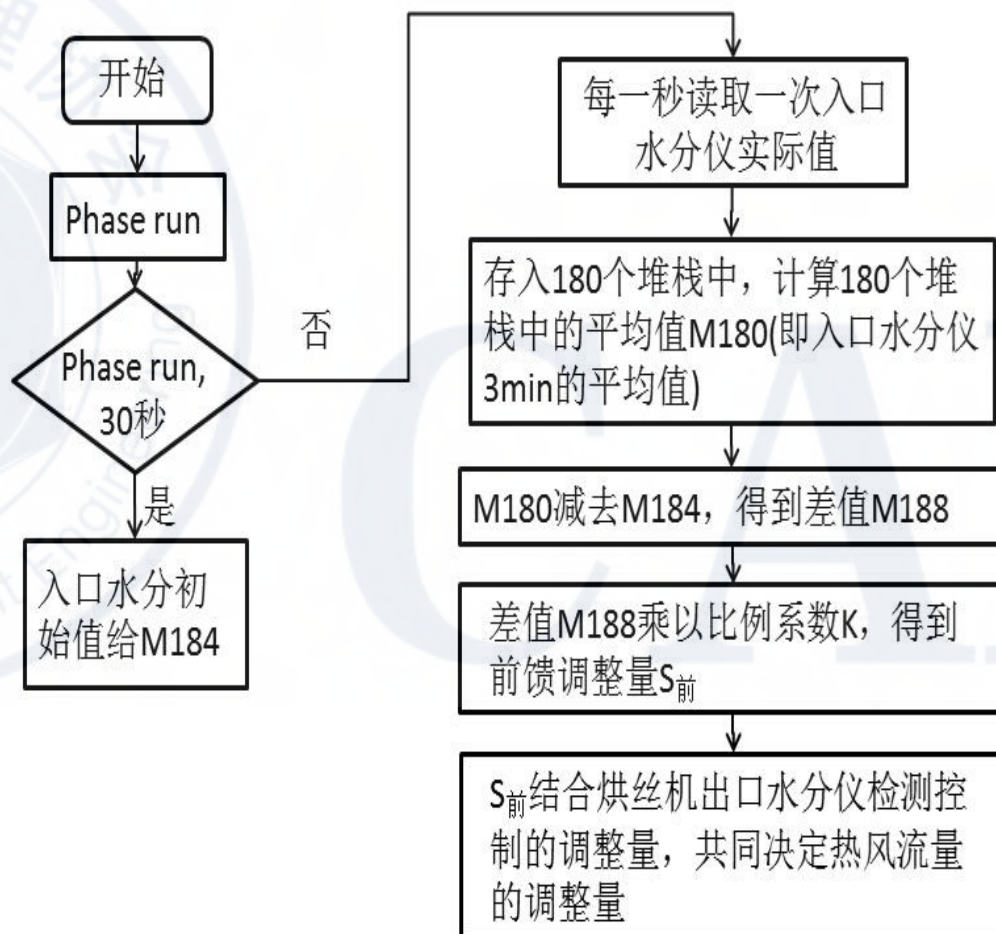 开始
Phase run
Phase run,
30秒
否
是
入口水分初
始值给M184
每一秒读取一次入口
水分仪实际值
存入180个堆栈中，计算180个堆
栈中的平均值M180(即入口水分仪
3min的平均值)
M180减去M184，得到差值M188
差值M188乘以比例系数K，得到
前馈调整量S前
S前结合烘丝机出口水分仪检测控
制的调整量，共同决定热风流量
的调整量